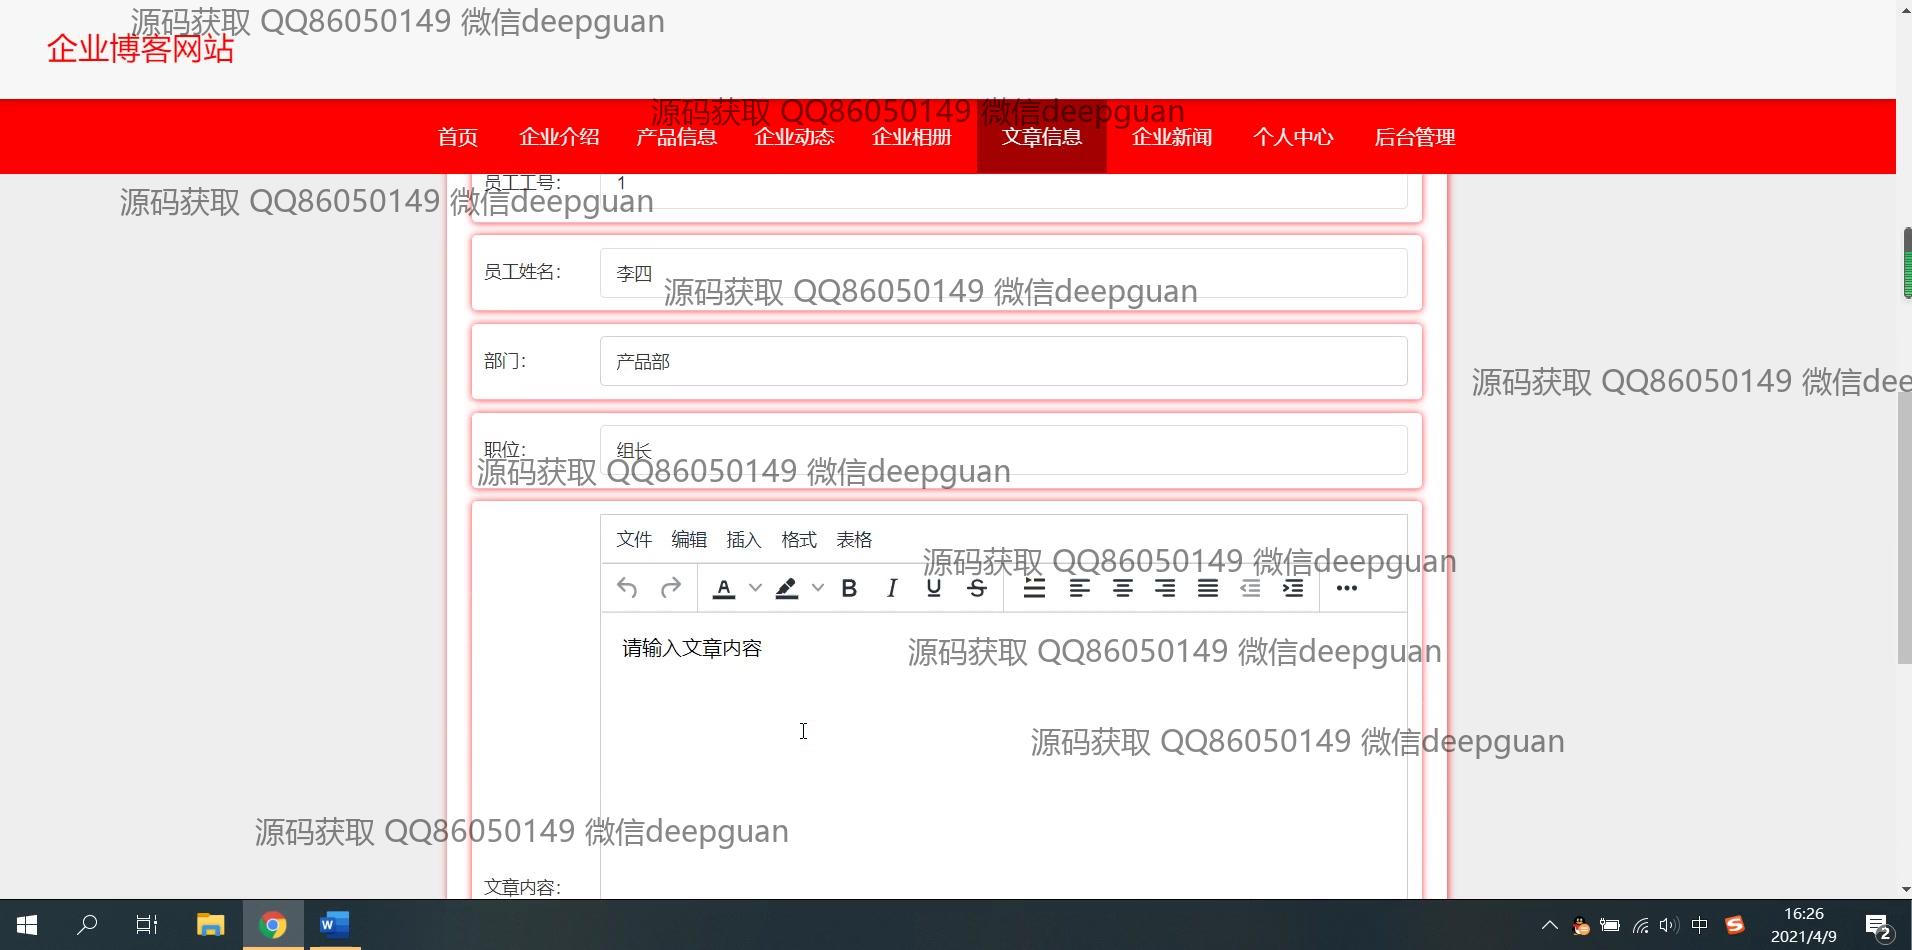 源码获取 QQ86050149 微信deepguan
企业博客网站
源码获取 QQ86050149 微信deepguan
首页 企业介绍 产品信息 企业动态 企业相册 文章信息 企业新闻 个人中心 后台管理
员工工号： 1
源码获取 QQ86050149 微信deepguan
员工姓名： 李四
源码获取 QQ86050149 微信deepguan
部门： 产品部
源码获取 QQ86050149 微信dee
职位： 组长
源码获取 QQ86050149 微信deepguan
文件 编辑 插入 格式 表格
源码获取 QQ86050149 微信deepguan
请输入文章内容
源码获取 QQ86050149 微信deepguan
源码获取 QQ86050149 微信deepguan
源码获取 QQ86050149 微信deepguan
文章内容：
中
16:26
2021/4/9
2